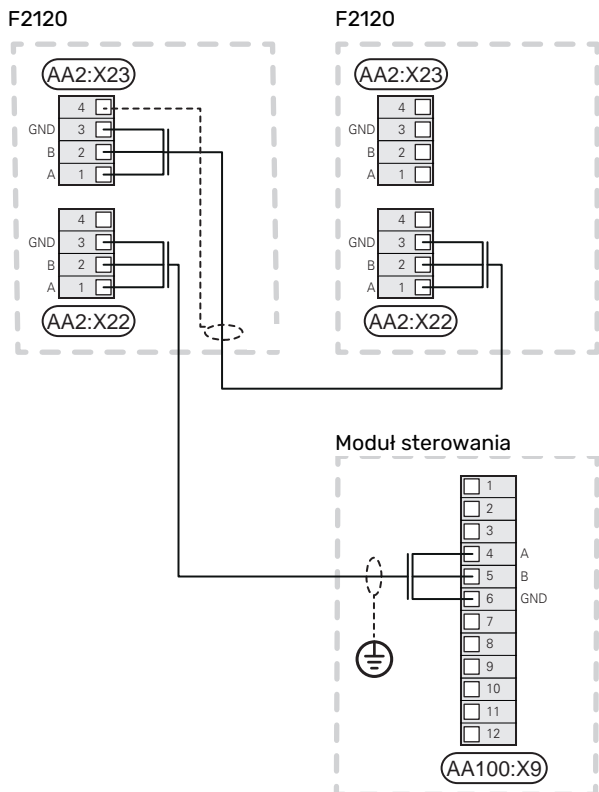 F2120
F2120
AA2:X23
4
GND 3
B 2
A 1
4
GND 3
B 2
A 1
AA2:X22
AA2:X23
4
GND 3
B 2
A 1
4
GND 3
B 2
A 1
AA2:X22
Moduł sterowania
1
2
3
4 A
5 B
6 GND
7
8
9
10
11
12
AA100:X9